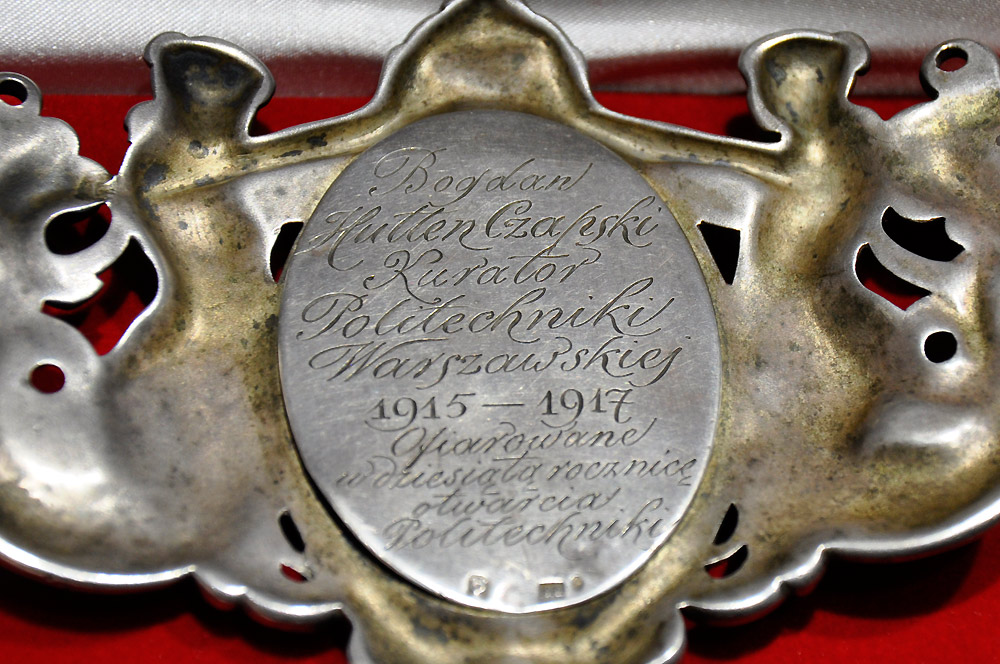 Bogdan
Hutten Czapski
Kurator
Politechniki
Warszawskiej
1915 — 1917
Ofiarowane
w dziesiątą rocznicę
otwarcia
Politechniki